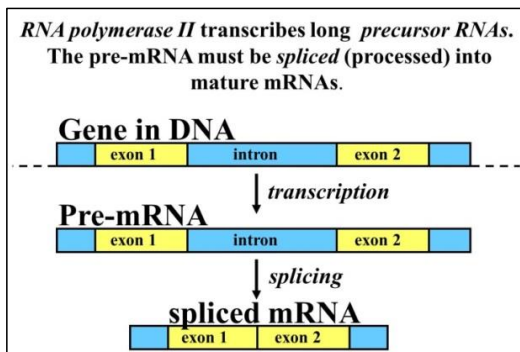 RNA polymerase II transcribes long precursor RNAs.
The pre-mRNA must be spliced (processed) into
mature mRNAs.
Gene in DNA
exon 1 intron exon 2
transcription
Pre-mRNA
exon 1 intron exon 2
splicing
spliced mRNA
exon 1 exon 2